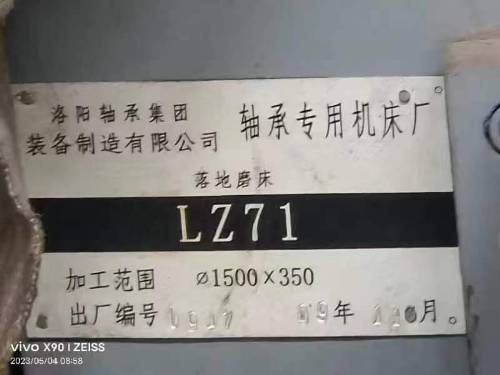 洛阳轴承集团
装备制造有限公司 轴承专用机床厂
落地磨床
LZ71
加工范围 ⌀1500×350
出厂编号 年 月
vivo X90 | ZEISS
2023/05/04 08:58